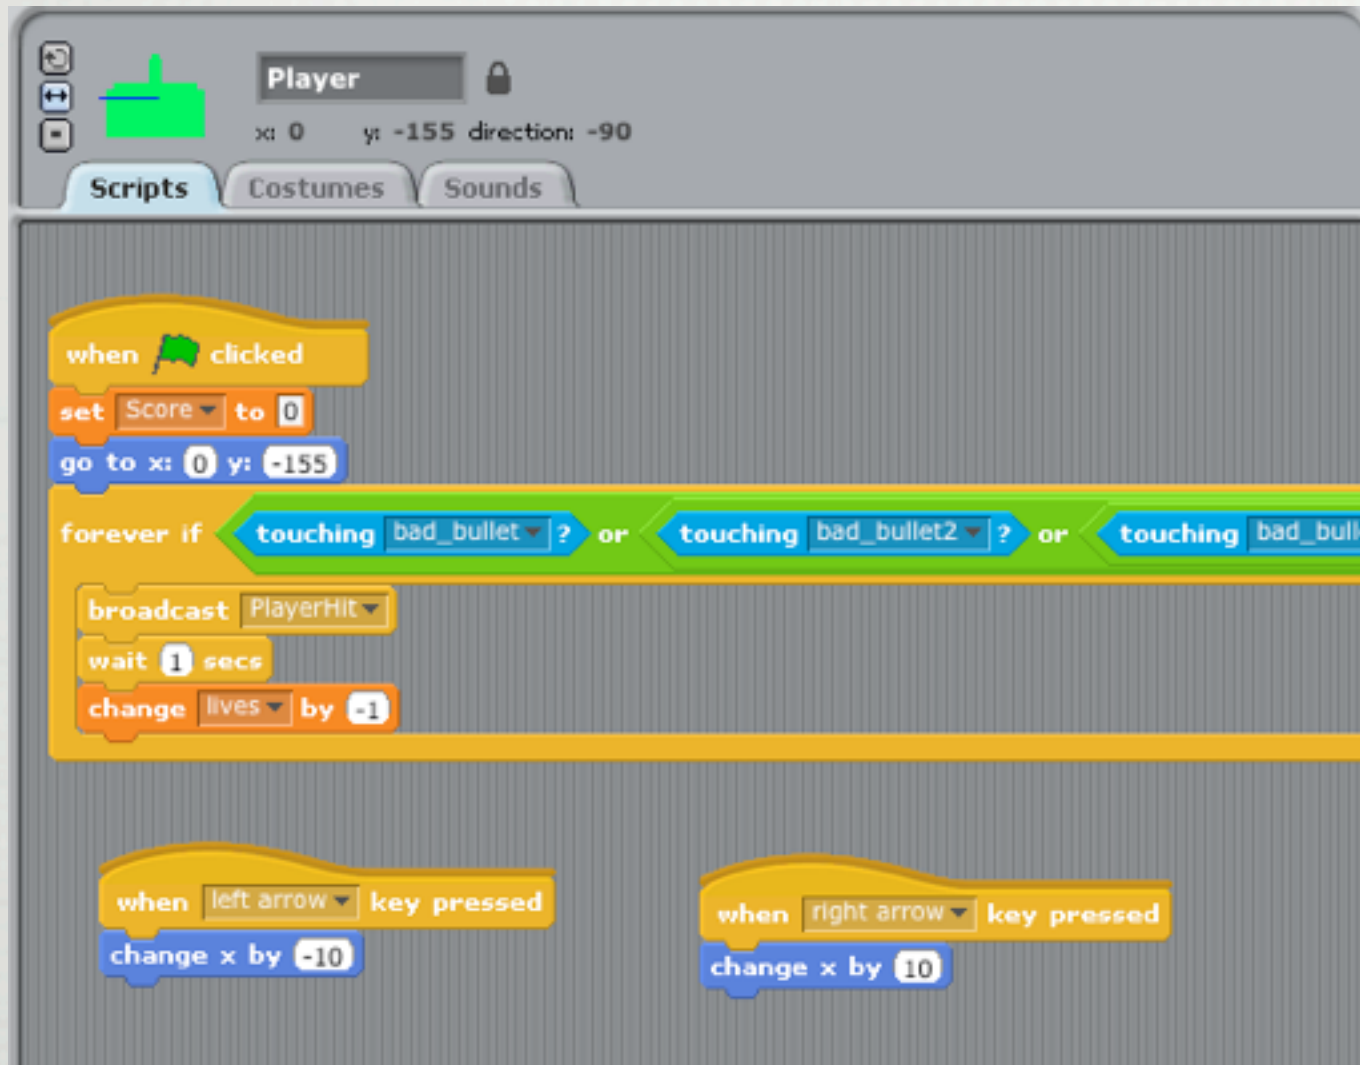 Player
x: 0 y: -155 direction: -90
Scripts Costumes Sounds
when clicked
set Score to 0
go to x: 0 y: -155
forever if touching bad_bullet ? or touching bad_bullet2 ? or touching
broadcast PlayerHit
wait 1 secs
change lives by -1
when left arrow key pressed
change x by -10
when right arrow key pressed
change x by 10